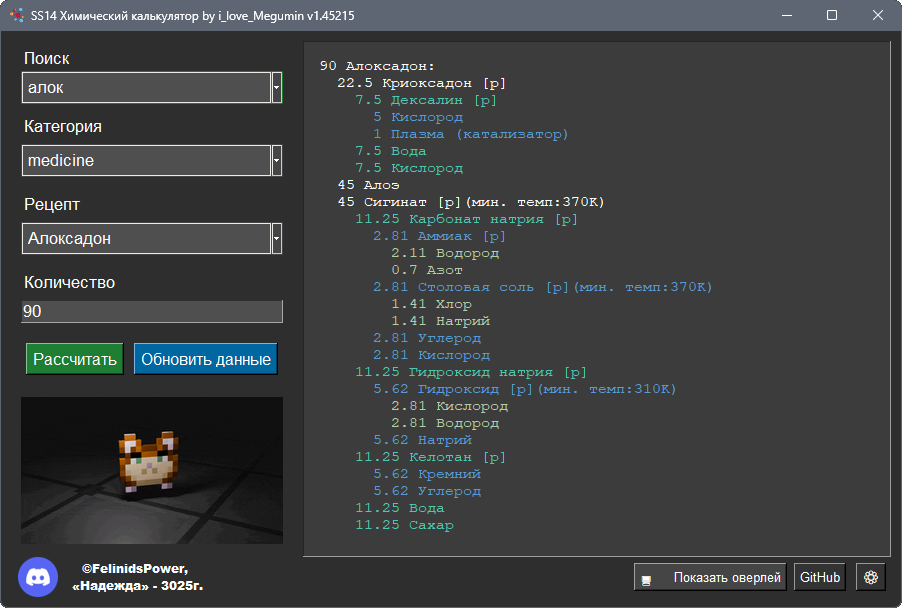 SS14 Химический калькулятор by i_love_Megumin v1.45215
Поиск
алок
Категория
medicine
Рецепт
Алоксадон
Количество
90
Рассчитать
Обновить данные
©FelinidsPower,
«Надежда» - 3025г.
90 Алоксадон:
22.5 Криоксадон [р]
7.5 Дексалин [р]
5 Кислород
1 Плазма (катализатор)
7.5 Вода
7.5 Кислород
45 Алоэ
45 Сигинат [р](мин. темп:370К)
11.25 Карбонат натрия [р]
2.81 Аммиак [р]
2.11 Водород
0.7 Азот
2.81 Столовая соль [р](мин. темп:370К)
1.41 Хлор
1.41 Натрий
2.81 Углерод
2.81 Кислород
11.25 Гидроксид натрия [р]
5.62 Гидроксид [р](мин. темп:310К)
2.81 Кислород
2.81 Водород
5.62 Натрий
11.25 Келотан [р]
5.62 Кремний
5.62 Углерод
11.25 Вода
11.25 Сахар
Показать оверлей
GitHub